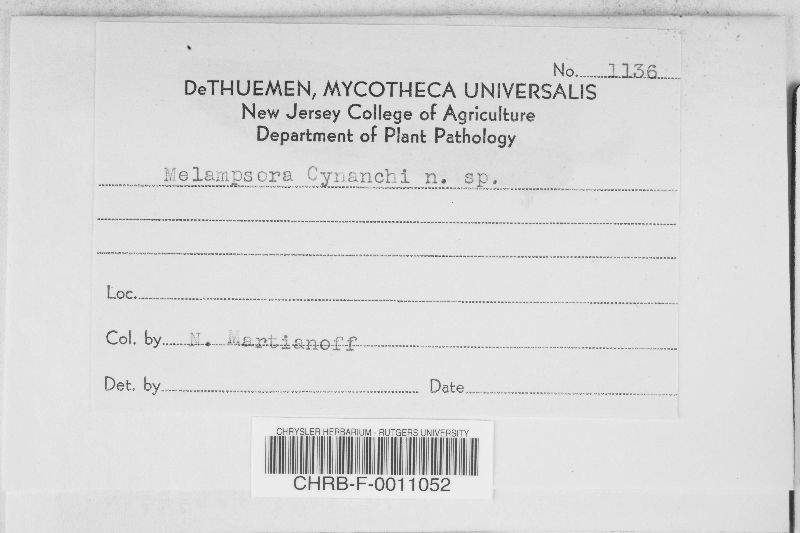 No. 1136
DeTHUEMEN, MYCOTHECA UNIVERSALIS
New Jersey College of Agriculture
Department of Plant Pathology
Melampsora Cynanchi n. sp.
Loc.
Col. by N. Martianoff
Det. by Date
CHRYSLER HERBARIUM - RUTGERS UNIVERSITY
CHRB-F-0011052